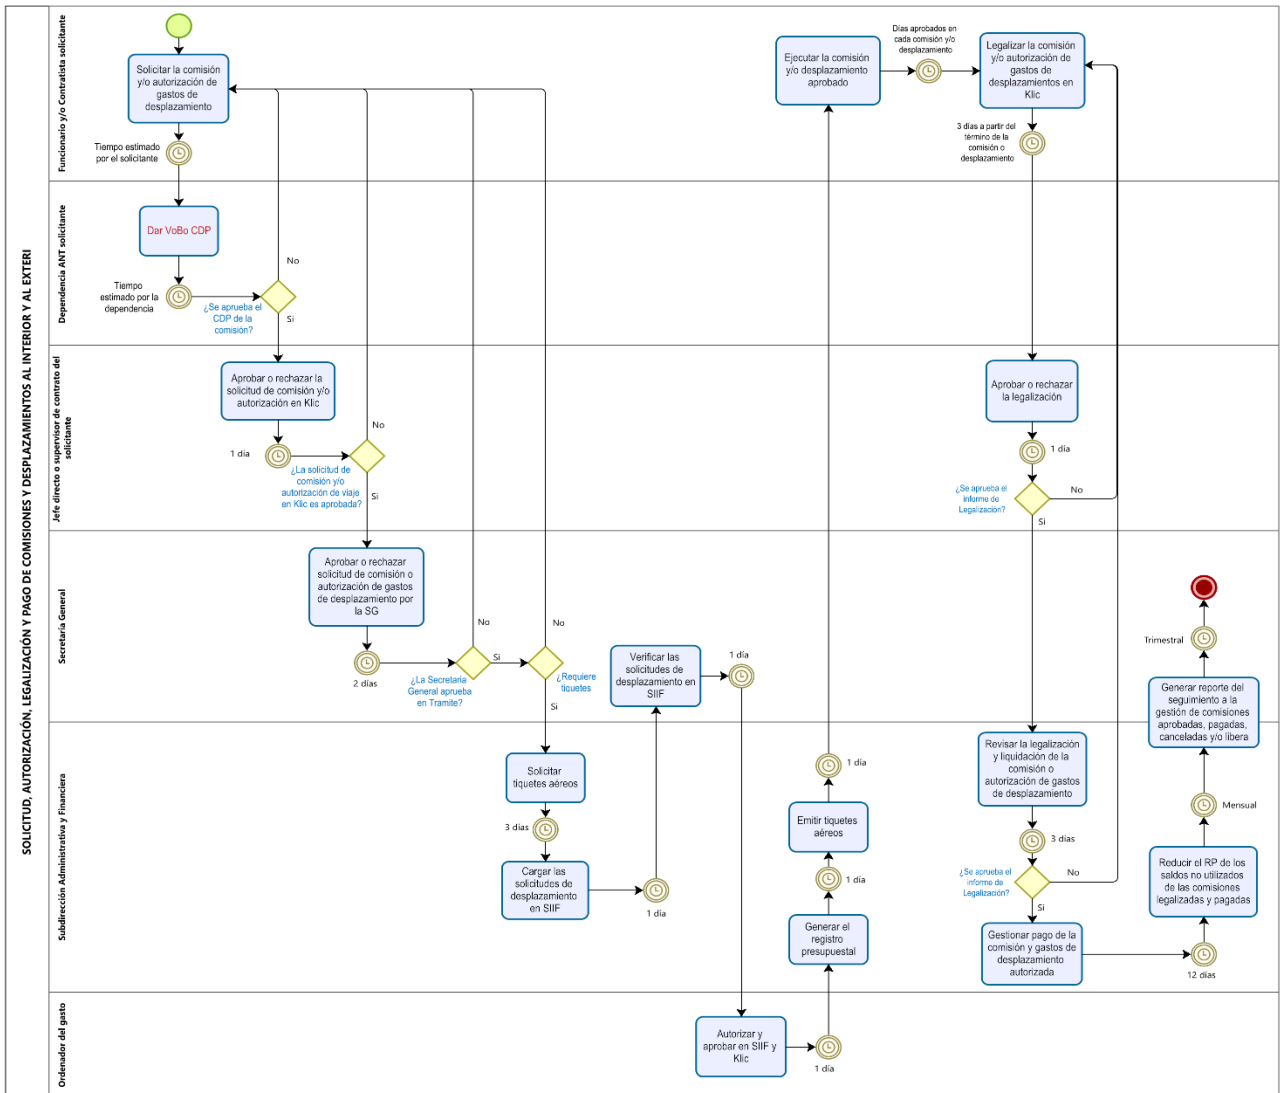 SOLICITUD, AUTORIZACIÓN, LEGALIZACIÓN Y PAGO DE COMISIONES Y DESPLAZAMIENTOS AL INTERIOR Y AL EXTERI
Funcionario y/o Contratista solicitante
Solicitar la comisión
y/o autorización de
gastos de
desplazamiento
Tiempo estimado
por el solicitante
Ejecutar la comisión
y/o desplazamiento
aprobado
Días aprobados en
cada comisión y/o
desplazamiento
Legalizar la comisión
y/o autorización de
gastos de
desplazamientos en
Klic
3 días a partir del
término de la
comisión o
desplazamiento
Dependencia ANT solicitante
Dar VoBo CDP
Tiempo
estimado por la
dependencia
No
¿Se aprueba el
CDP de la
comisión?
Si
Jefe directo o supervisor de contrato del
solicitante
Aprobar o rechazar la
solicitud de comisión y/o
autorización en Klic
1 día
No
¿La solicitud de
comisión y/o
autorización de viaje
en Klic es aprobada?
Si
Aprobar o rechazar
la legalización
1 día
¿Se aprueba el
informe de
Legalización?
No
Si
Secretaria General
Aprobar o rechazar
solicitud de comisión o
autorización de gastos
de desplazamiento por
la SG
2 días
No
¿La Secretaria
General aprueba
en Tramite?
Si
No
¿Requiere
tiquetes
Si
Verificar las
solicitudes de
desplazamiento en
SIIF
1 día
Trimestral
Generar reporte del
seguimiento a la
gestión de comisiones
aprobadas, pagadas,
canceladas y/o libera
Subdirección Administrativa y Financiera
Solicitar
tiquetes aéreos
3 dias
Cargar las
solicitudes de
desplazamiento
en SIIF
1 día
1 día
Emitir tiquetes
aéreos
1 día
Generar el
registro
presupuestal
Revisar la legalización
y liquidación de la
comisión o
autorización de gastos
de desplazamiento
3 días
¿Se aprueba el
informe de
Legalización?
No
Si
Gestionar pago de la
comisión y gastos de
desplazamiento
autorizada
12 días
Reducir el RP de los
saldos no utilizados
de las comisiones
legalizadas y pagadas
Mensual
Ordenador del gasto
Autorizar y
aprobar en SIIF y
Klic
1 día